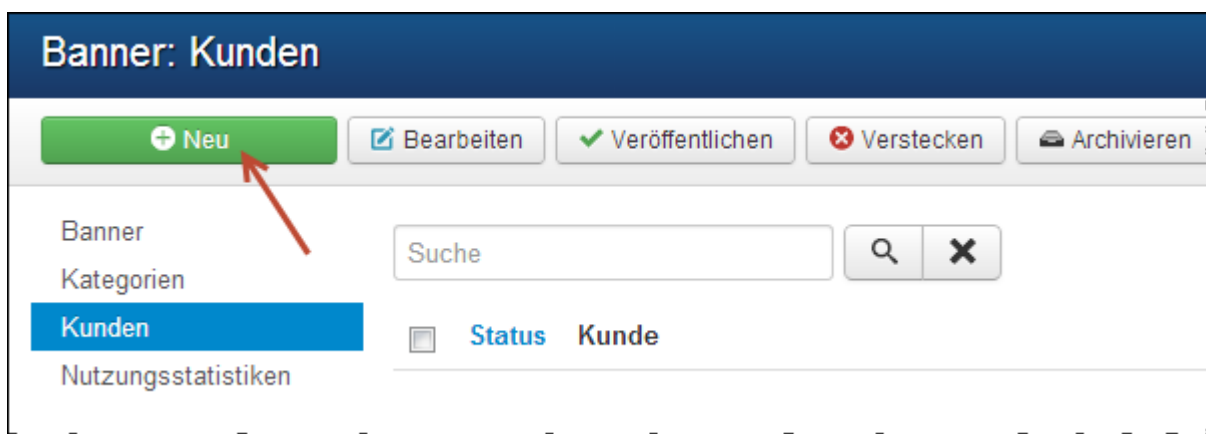 Banner: Kunden
Neu Bearbeiten Veröffentlichen Verstecken Archivieren
Banner
Kategorien
Kunden
Nutzungsstatistiken
Suche
Status Kunde